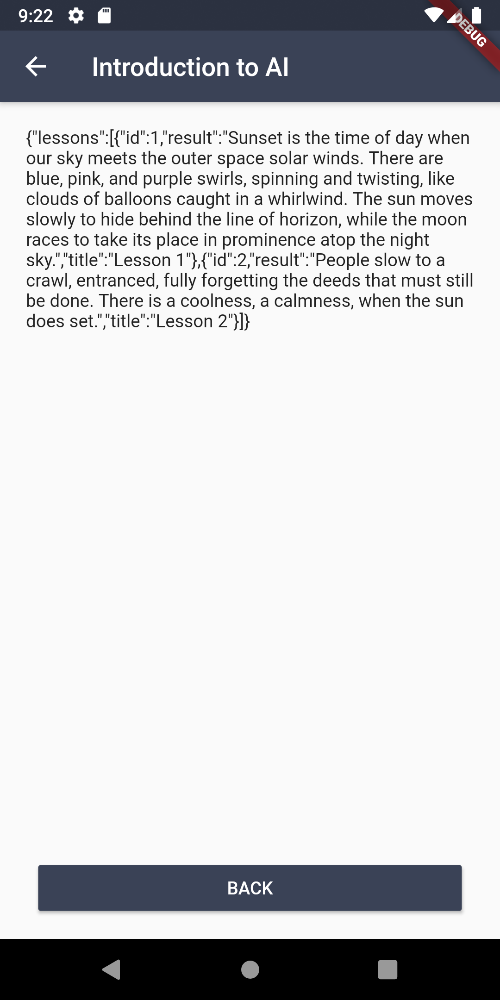 9:22
DEBUG
Introduction to AI
{"lessons":[{"id":1,"result":"Sunset is the time of day when
our sky meets the outer space solar winds. There are
blue, pink, and purple swirls, spinning and twisting, like
clouds of balloons caught in a whirlwind. The sun moves
slowly to hide behind the line of horizon, while the moon
races to take its place in prominence atop the night
sky.","title":"Lesson 1"},{"id":2,"result":"People slow to a
crawl, entranced, fully forgetting the deeds that must still
be done. There is a coolness, a calmness, when the sun
does set.","title":"Lesson 2"}]}
BACK